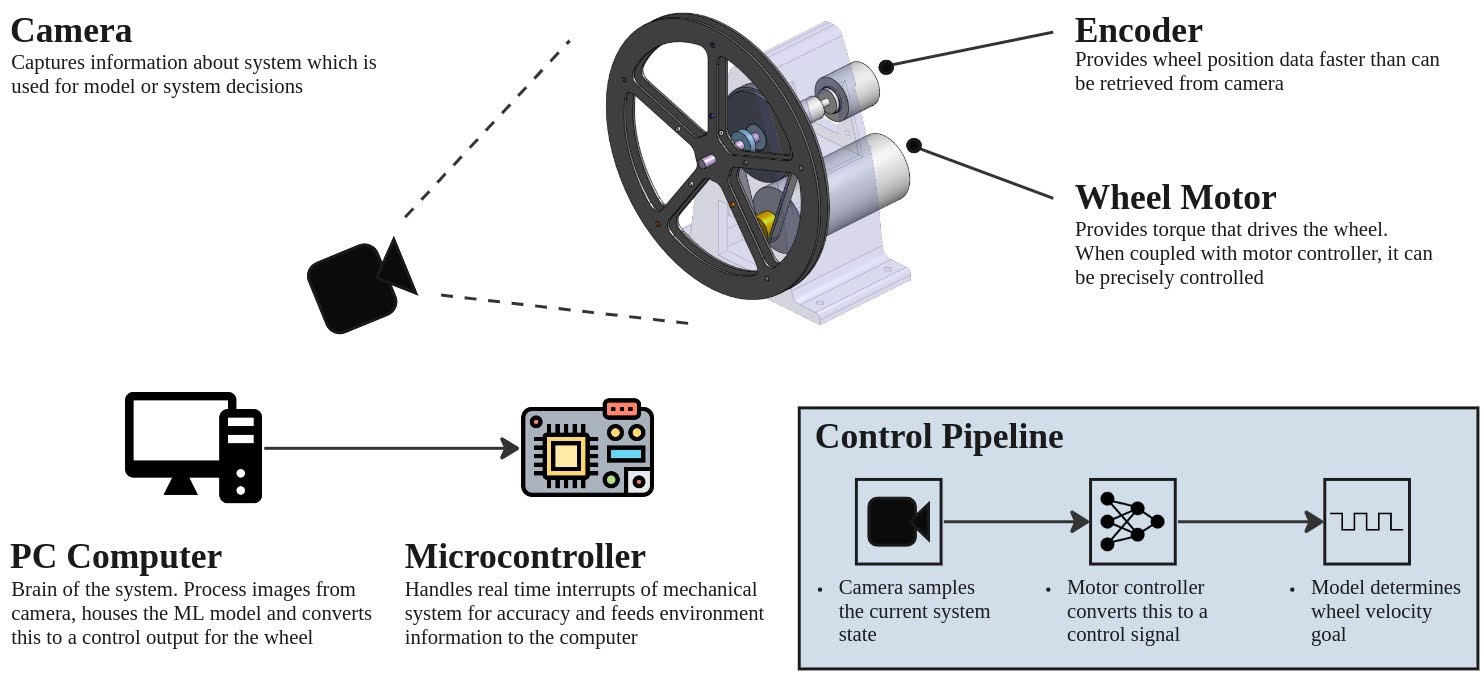 Camera
Captures information about system which is
used for model or system decisions
Encoder
Provides wheel position data faster than can
be retrieved from camera
Wheel Motor
Provides torque that drives the wheel.
When coupled with motor controller, it can
be precisely controlled
PC Computer
Brain of the system. Process images from
camera, houses the ML model and converts
this to a control output for the wheel
Microcontroller
Handles real time interrupts of mechanical
system for accuracy and feeds environment
information to the computer
Control Pipeline
• Camera samples
the current system
state
• Motor controller
converts this to a
control signal
• Model determines
wheel velocity
goal